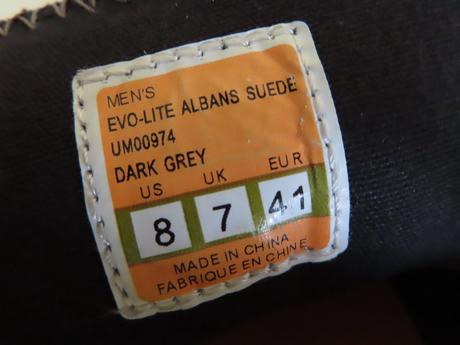 MEN'S
EVO-LITE ALBANS SUEDE
UM00974
DARK GREY
US UK EUR
8 7 41
MADE IN CHINA
FABRIQUE EN CHINE